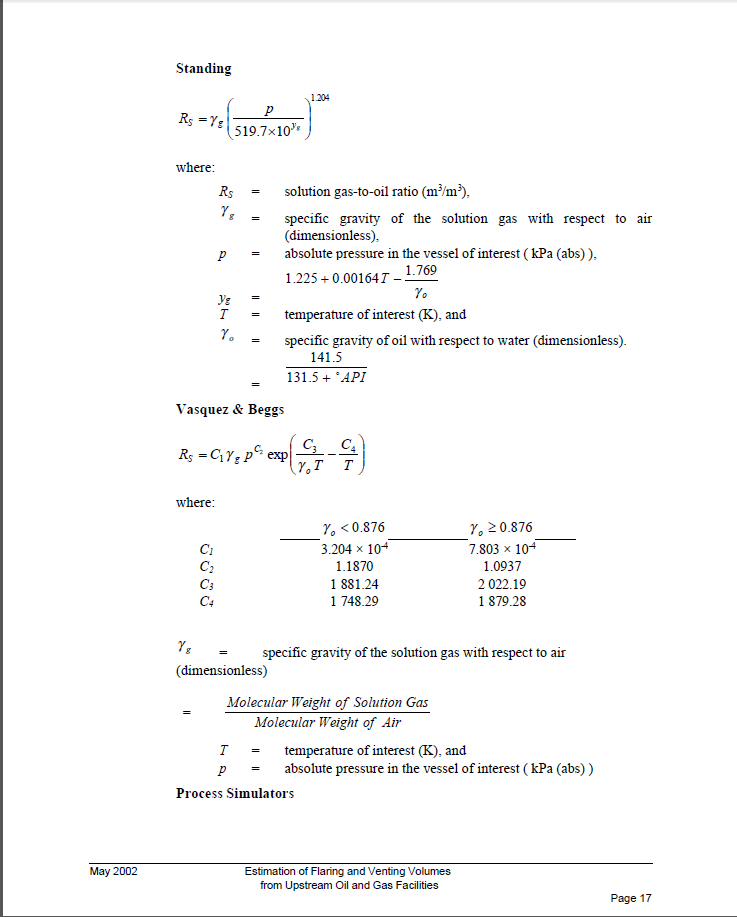 Standing
R_S = γ_g ( p / 519.7×10^{y_g} )^{1.204}
where:
R_S = solution gas-to-oil ratio (m³/m³),
γ_g = specific gravity of the solution gas with respect to air
(dimensionless),
p = absolute pressure in the vessel of interest ( kPa (abs) ),
1.225 + 0.00164 T − 1.769 / γ_o
y_g =
T = temperature of interest (K), and
γ_o = specific gravity of oil with respect to water (dimensionless).
= 141.5 / 131.5 + °API
Vasquez & Beggs
R_S = C_1 γ_g p^{C_2} exp( C_3 / γ_o T − C_4 / T )
where:
γ_o < 0.876 γ_o ≥ 0.876
C_1 3.204 × 10⁻⁴ 7.803 × 10⁻⁴
C_2 1.1870 1.0937
C_3 1 881.24 2 022.19
C_4 1 748.29 1 879.28
γ_g = specific gravity of the solution gas with respect to air
(dimensionless)
= Molecular Weight of Solution Gas / Molecular Weight of Air
T = temperature of interest (K), and
p = absolute pressure in the vessel of interest ( kPa (abs) )
Process Simulators
May 2002 Estimation of Flaring and Venting Volumes
from Upstream Oil and Gas Facilities
Page 17